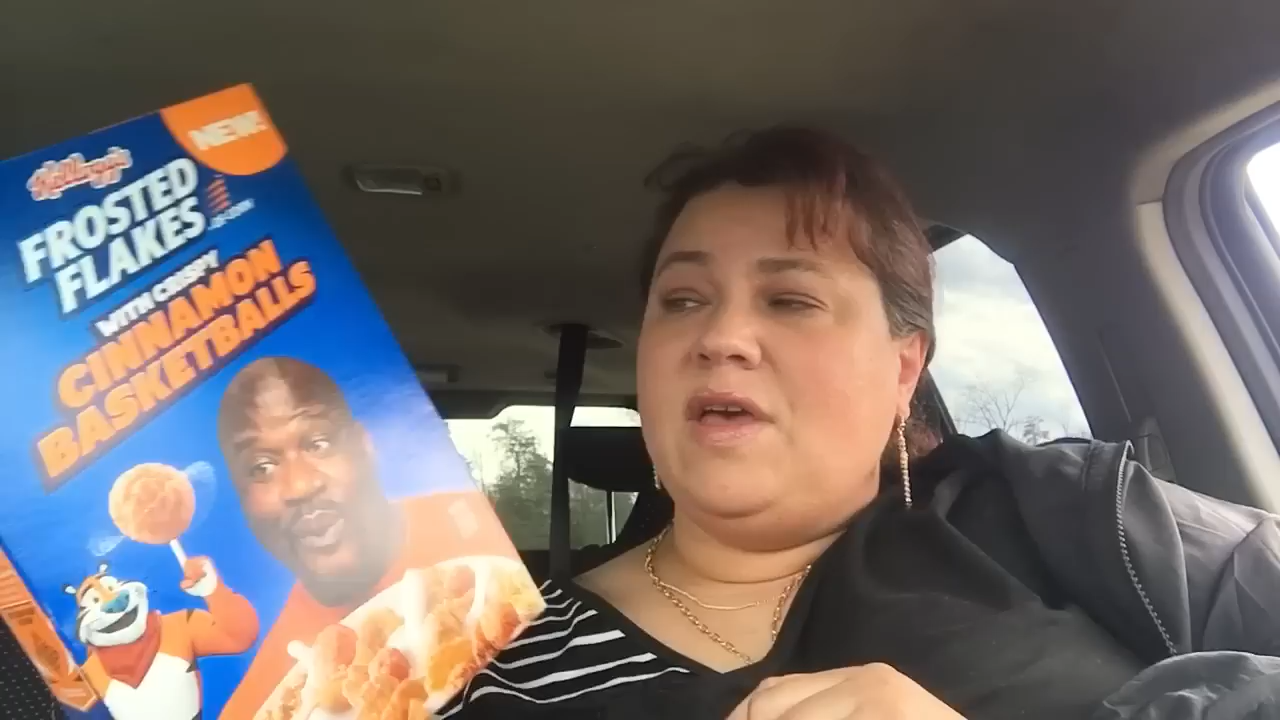 NEW!
Kellogg's
FROSTED
FLAKES
WITH CRISPY
CINNAMON
BASKETBALLS